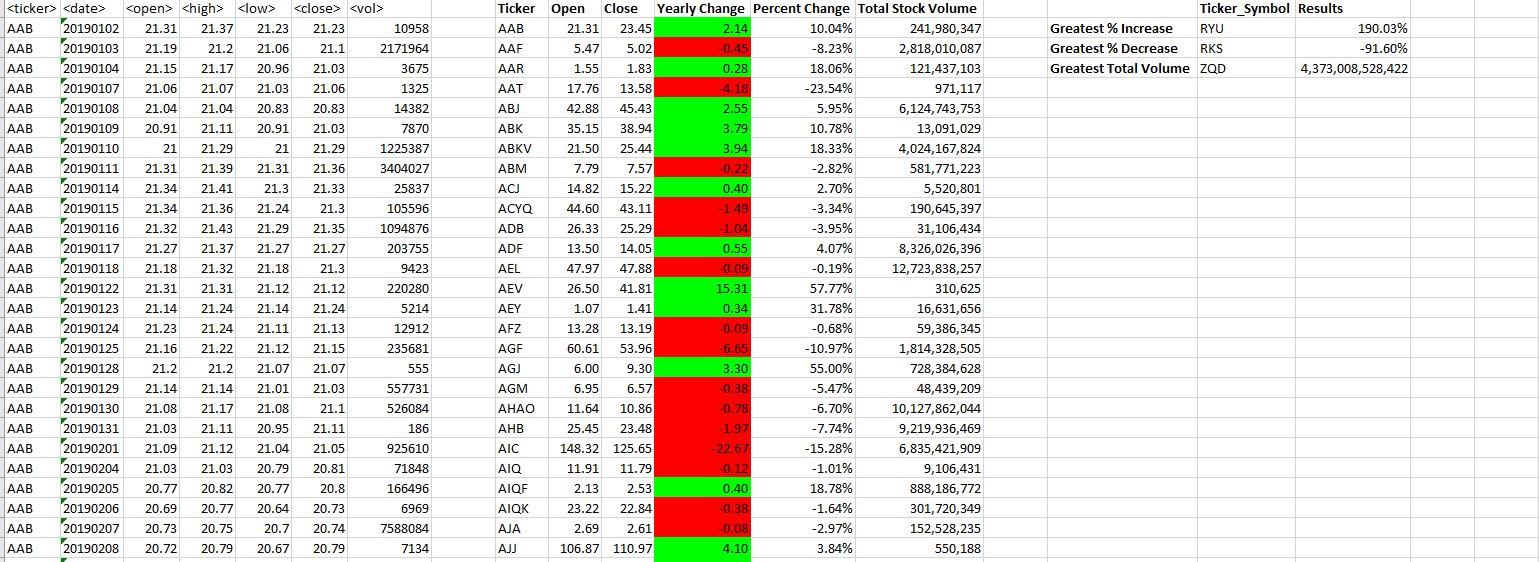 <ticker> <date> <open> <high> <low> <close> <vol> Ticker Open Close Yearly Change Percent Change Total Stock Volume Ticker_Symbol Results
AAB 20190102 21.31 21.37 21.23 21.23 10958 AAB 21.31 23.45 2.14 10.04% 241,980,347 Greatest % Increase RYU 190.03%
AAB 20190103 21.19 21.2 21.06 21.1 2171964 AAF 5.47 5.02 -0.45 -8.23% 2,818,010,087 Greatest % Decrease RKS -91.60%
AAB 20190104 21.15 21.17 20.96 21.03 3675 AAR 1.55 1.83 0.28 18.06% 121,437,103 Greatest Total Volume ZQD 4,373,008,528,422
AAB 20190107 21.06 21.07 21.03 21.06 1325 AAT 17.76 13.58 -4.18 -23.54% 971,117
AAB 20190108 21.04 21.04 20.83 20.83 14382 ABJ 42.88 45.43 2.55 5.95% 6,124,743,753
AAB 20190109 20.91 21.11 20.91 21.03 7870 ABK 35.15 38.94 3.79 10.78% 13,091,029
AAB 20190110 21 21.29 21 21.29 1225387 ABKV 21.50 25.44 3.94 18.33% 4,024,167,824
AAB 20190111 21.31 21.39 21.31 21.36 3404027 ABM 7.79 7.57 -0.22 -2.82% 581,771,223
AAB 20190114 21.34 21.41 21.3 21.33 25837 ACJ 14.82 15.22 0.40 2.70% 5,520,801
AAB 20190115 21.34 21.36 21.24 21.3 105596 ACYQ 44.60 43.11 -1.49 -3.34% 190,645,397
AAB 20190116 21.32 21.43 21.29 21.35 1094876 ADB 26.33 25.29 -1.04 -3.95% 31,106,434
AAB 20190117 21.27 21.37 21.27 21.27 203755 ADF 13.50 14.05 0.55 4.07% 8,326,026,396
AAB 20190118 21.18 21.32 21.18 21.3 9423 AEL 47.97 47.88 -0.09 -0.19% 12,723,838,257
AAB 20190122 21.31 21.31 21.12 21.12 220280 AEV 26.50 41.81 15.31 57.77% 310,625
AAB 20190123 21.14 21.24 21.14 21.24 5214 AEY 1.07 1.41 0.34 31.78% 16,631,656
AAB 20190124 21.23 21.24 21.11 21.13 12912 AFZ 13.28 13.19 -0.09 -0.68% 59,386,345
AAB 20190125 21.16 21.22 21.12 21.15 235681 AGF 60.61 53.96 -6.65 -10.97% 1,814,328,505
AAB 20190128 21.2 21.2 21.07 21.07 555 AGJ 6.00 9.30 3.30 55.00% 728,384,628
AAB 20190129 21.14 21.14 21.01 21.03 557731 AGM 6.95 6.57 -0.38 -5.47% 48,439,209
AAB 20190130 21.08 21.17 21.08 21.1 526084 AHAO 11.64 10.86 -0.78 -6.70% 10,127,862,044
AAB 20190131 21.03 21.11 20.95 21.11 186 AHB 25.45 23.48 -1.97 -7.74% 9,219,936,469
AAB 20190201 21.09 21.12 21.04 21.05 925610 AIC 148.32 125.65 -22.67 -15.28% 6,835,421,909
AAB 20190204 21.03 21.03 20.79 20.81 71848 AIQ 11.91 11.79 -0.12 -1.01% 9,106,431
AAB 20190205 20.77 20.82 20.77 20.8 166496 AIQF 2.13 2.53 0.40 18.78% 888,186,772
AAB 20190206 20.69 20.77 20.64 20.73 6969 AIQK 23.22 22.84 -0.38 -1.64% 301,720,349
AAB 20190207 20.73 20.75 20.7 20.74 7588084 AJA 2.69 2.61 -0.08 -2.97% 152,528,235
AAB 20190208 20.72 20.79 20.67 20.79 7134 AJJ 106.87 110.97 4.10 3.84% 550,188